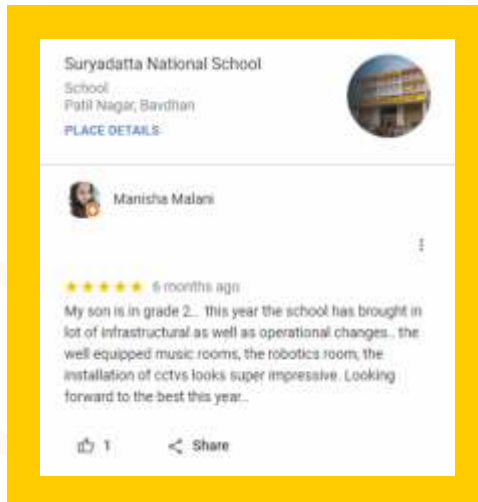 Suryadatta National School
School
Patil Nagar, Bavdhan
PLACE DETAILS
Manisha Malani
6 months ago
My son is in grade 2.. this year the school has brought in
lot of infrastructural as well as operational changes.. the
well equipped music rooms, the robotics room, the
installation of cctvs looks super impressive. Looking
forward to the best this year..
1
Share